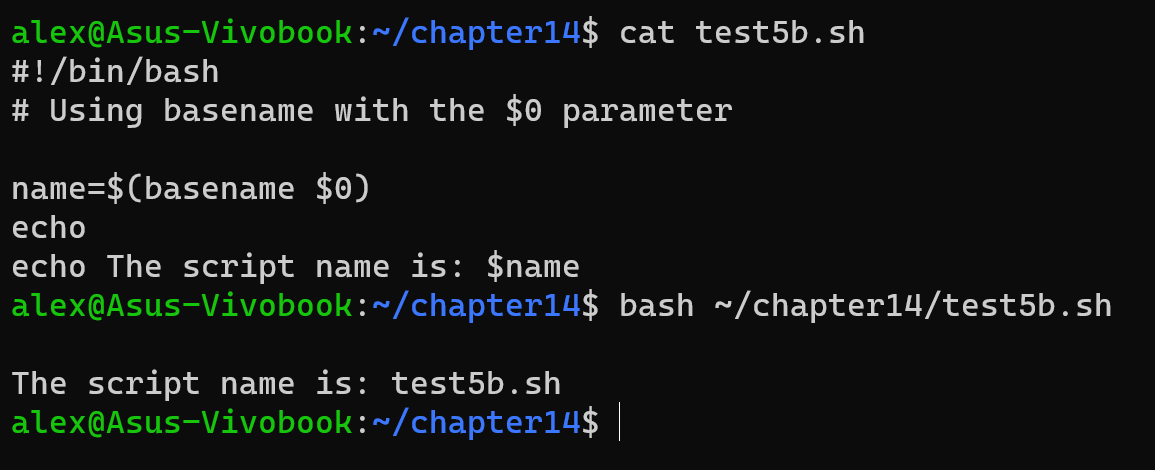 alex@Asus-Vivobook:~/chapter14$ cat test5b.sh
#!/bin/bash
# Using basename with the $0 parameter
name=$(basename $0)
echo
echo The script name is: $name
alex@Asus-Vivobook:~/chapter14$ bash ~/chapter14/test5b.sh
The script name is: test5b.sh
alex@Asus-Vivobook:~/chapter14$